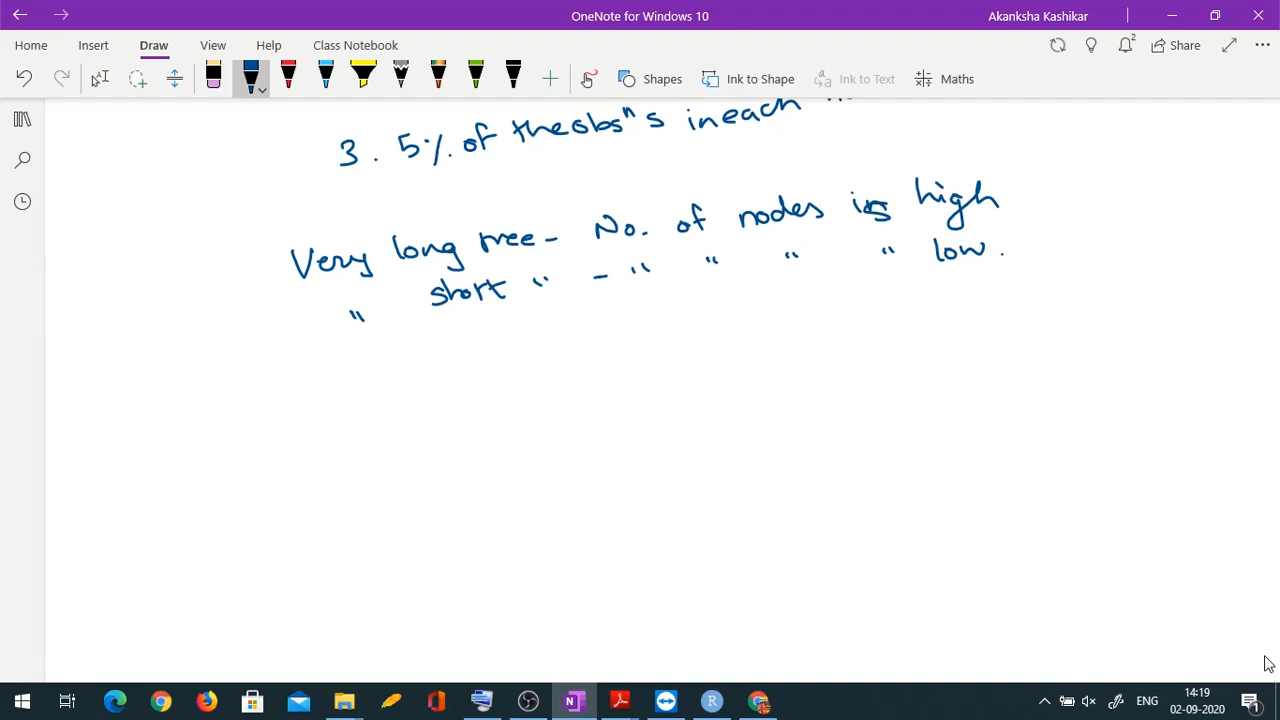 OneNote for Windows 10
Akanksha Kashikar
Home Insert Draw View Help Class Notebook
Share
Shapes Ink to Shape Ink to Text Maths
3. 5% of the obsⁿs in each
Very long tree - No. of nodes is high
" short " - " " " " low.
ENG
14:19
02-09-2020